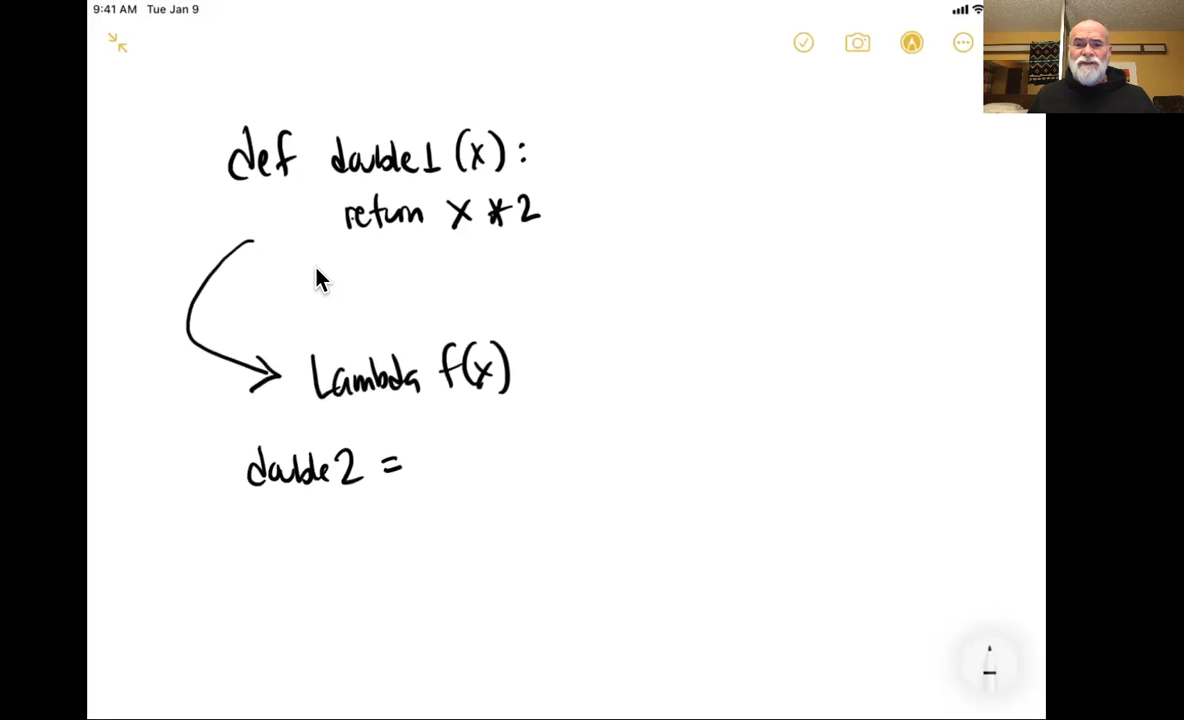 9:41 AM Tue Jan 9
def double1 (x):
return x *2
Lambda f(x)
double2 =